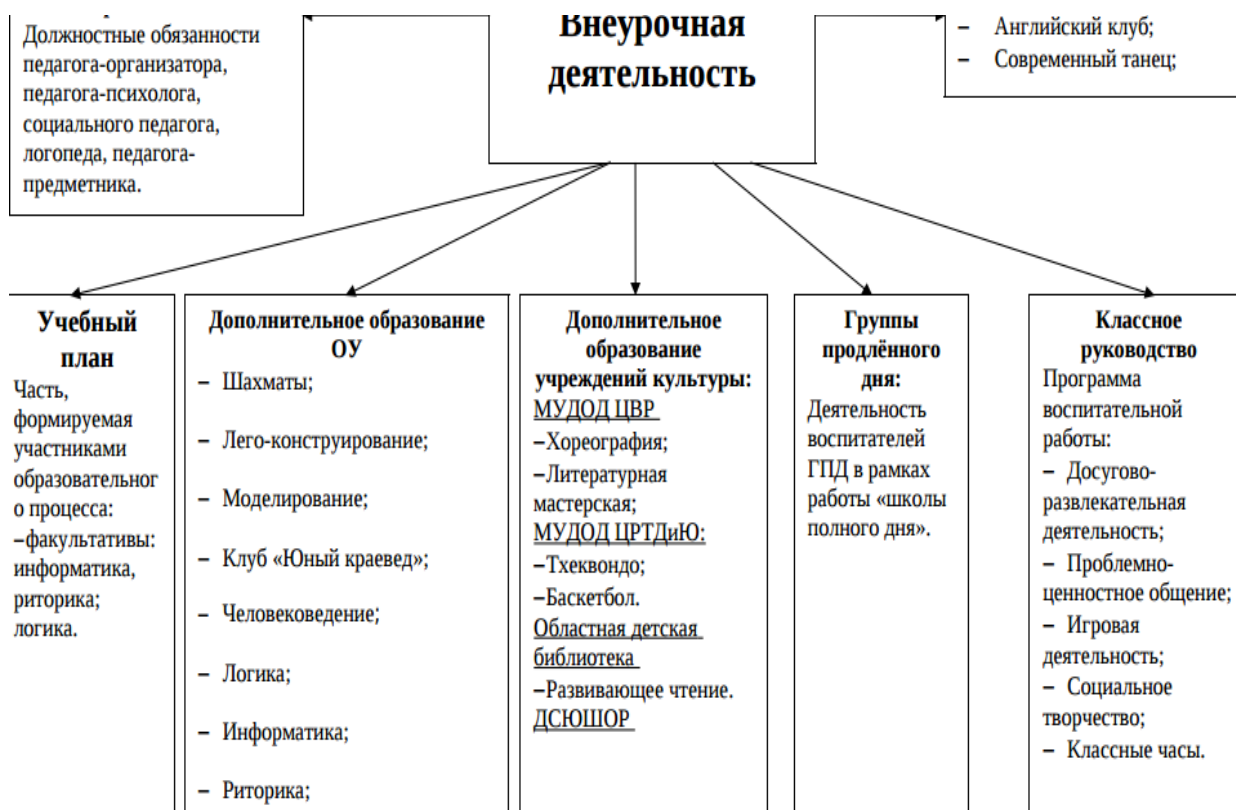 Должностные обязанности
педагога-организатора,
педагога-психолога,
социального педагога,
логопеда, педагога-
предметника.
Внеурочная
деятельность
– Английский клуб;
– Современный танец;
Учебный
план
Часть,
формируемая
участниками
образовательног
о процесса:
–факультативы:
информатика,
риторика;
логика.
Дополнительное образование
ОУ
– Шахматы;
– Лего-конструирование;
– Моделирование;
– Клуб «Юный краевед»;
– Человековедение;
– Логика;
– Информатика;
– Риторика;
Дополнительное
образование
учреждений культуры:
МУДОД ЦВР
–Хореография;
–Литературная
мастерская;
МУДОД ЦРТДиЮ:
–Тхеквондо;
–Баскетбол.
Областная детская
библиотека
–Развивающее чтение.
ДСЮШОР
Группы
продлённого
дня:
Деятельность
воспитателей
ГПД в рамках
работы «школы
полного дня».
Классное
руководство
Программа
воспитательной
работы:
– Досугово-
развлекательная
деятельность;
– Проблемно-
ценностное общение;
– Игровая
деятельность;
– Социальное
творчество;
– Классные часы.